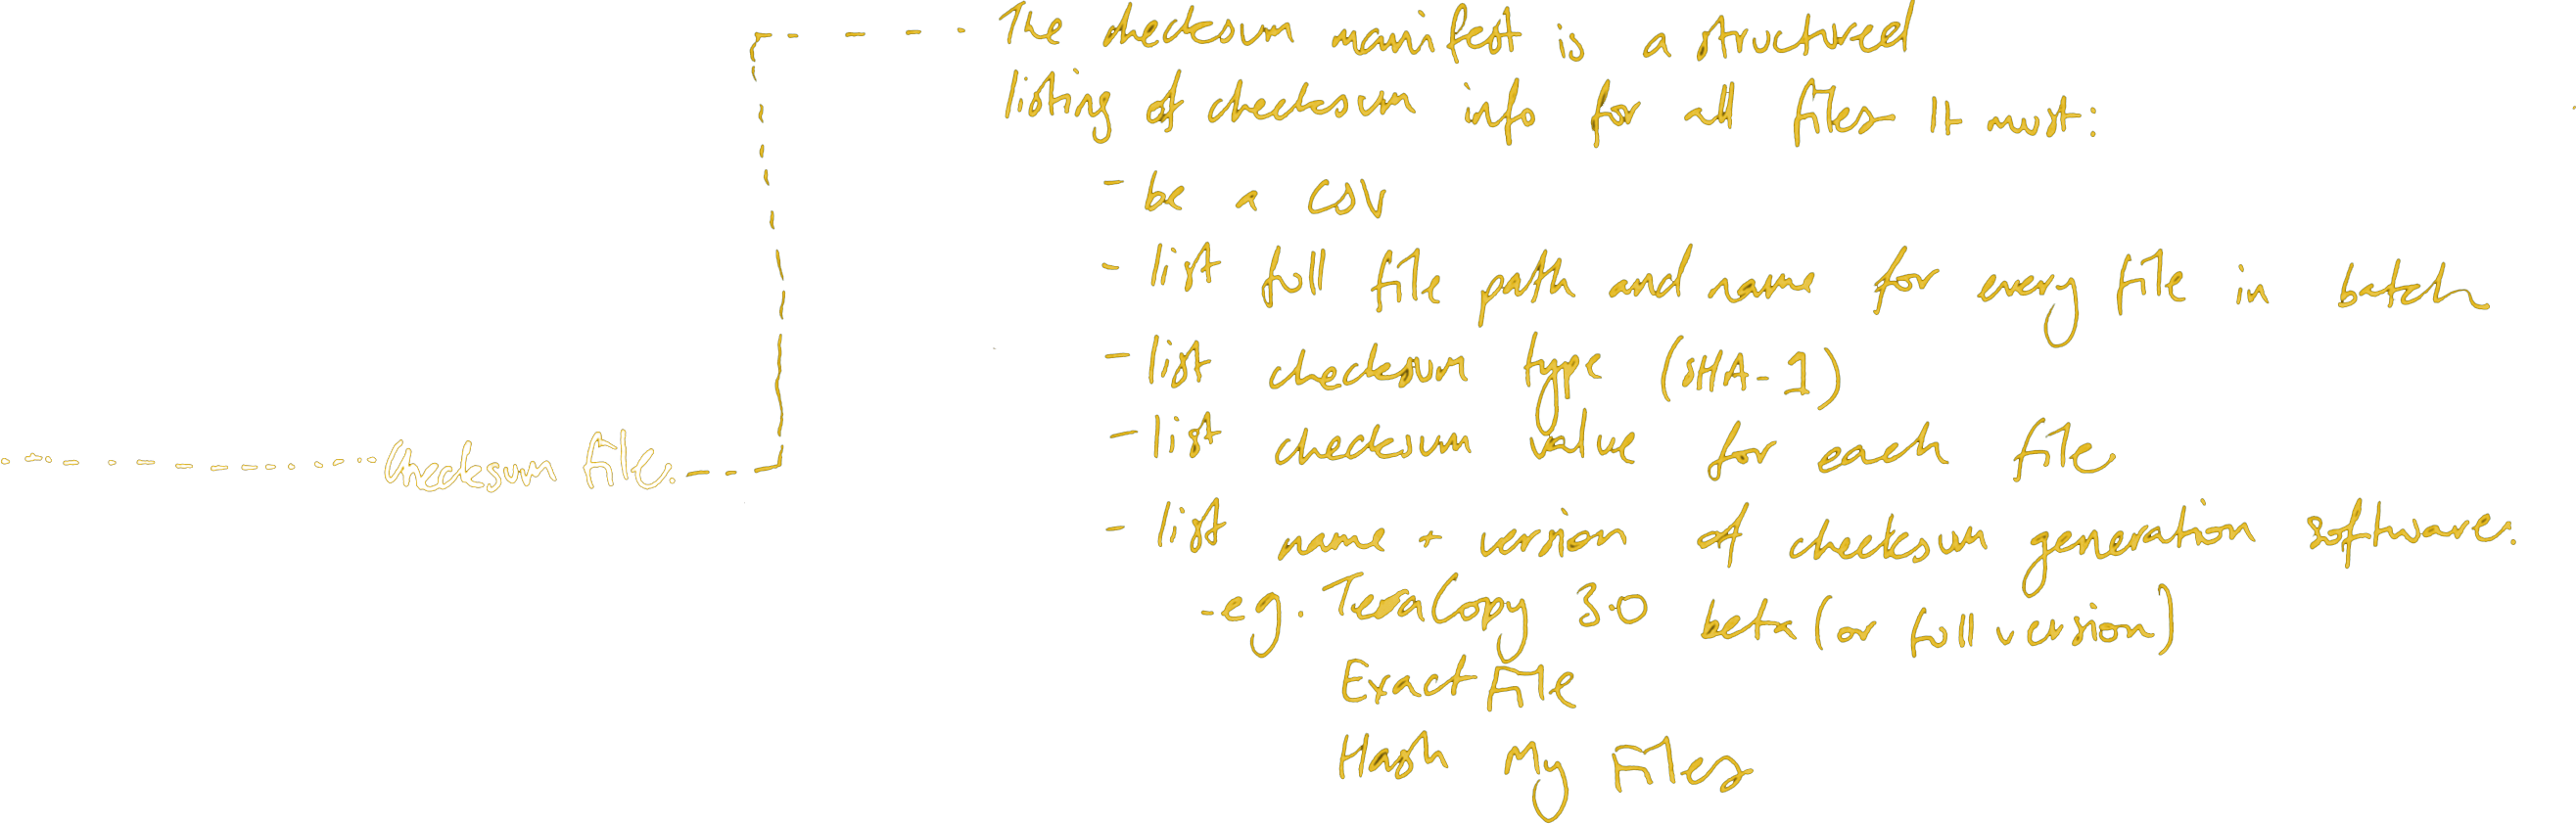 The checksum manifest is a structured
listing of checksum info for all files It must:
- be a CSV
- list full file path and name for every file in batch
- list checksum type (SHA-1)
- list checksum value for each file
Checksum File.
- list name + version of checksum generation software.
- eg. TeraCopy 3.0 beta (or full version)
Exact File
Hash My Files